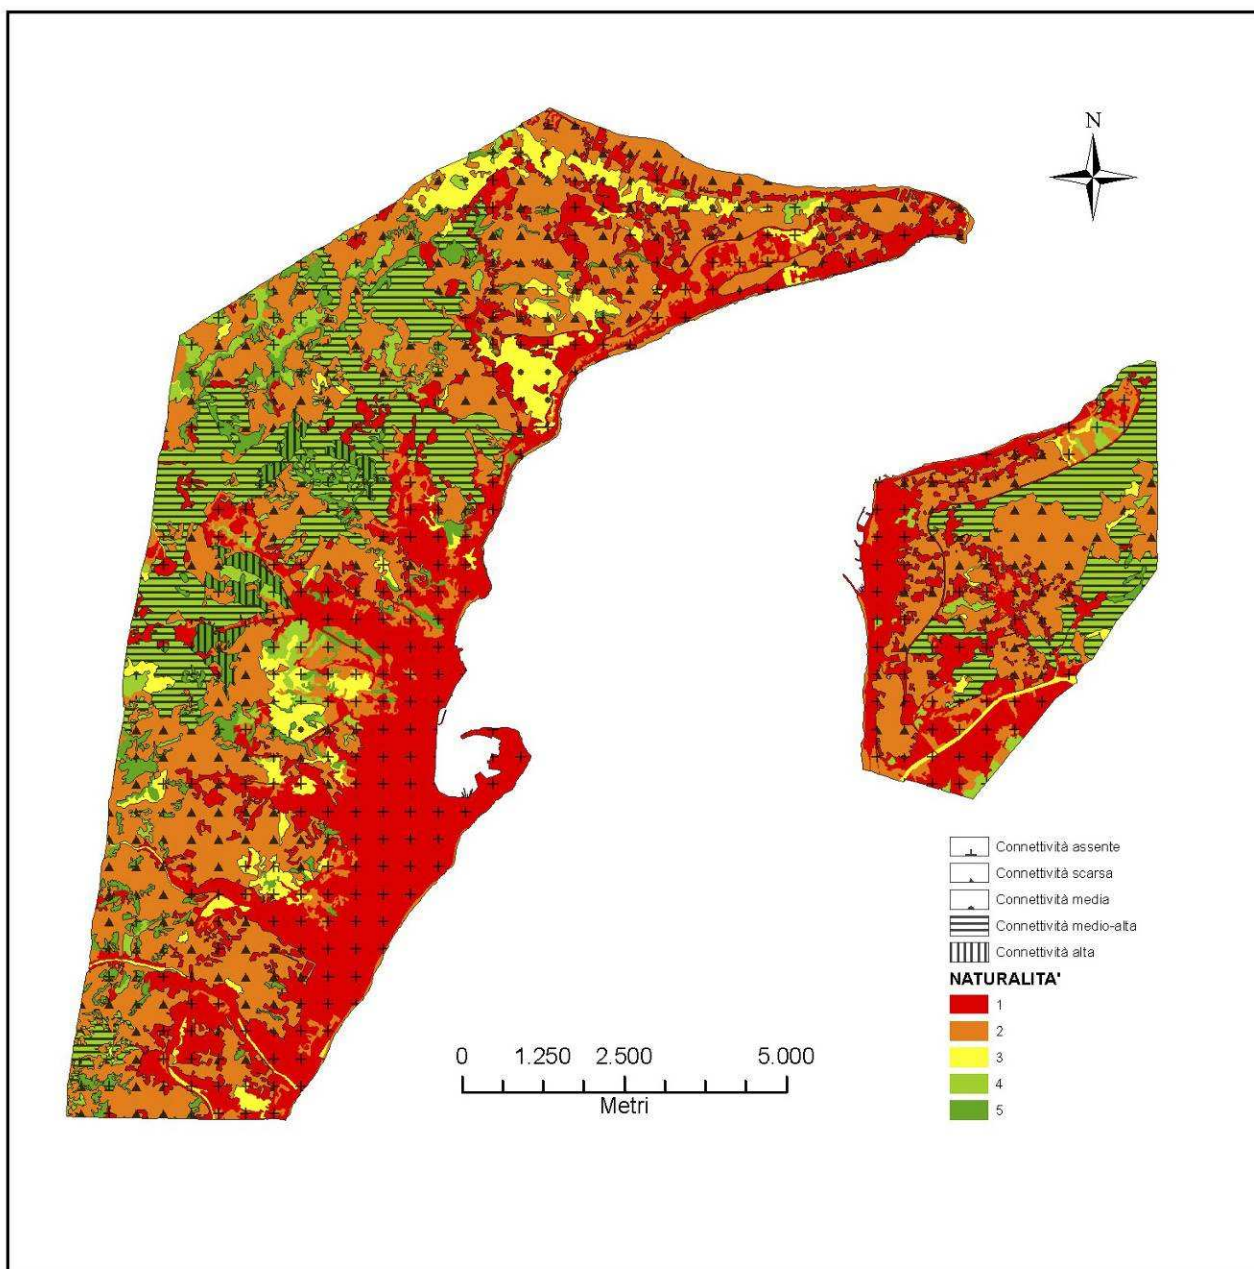 N
Connettività assente
Connettività scarsa
Connettività media
Connettività medio-alta
Connettività alta
NATURALITA'
1
2
3
4
5
0 1.250 2.500 5.000
Metri